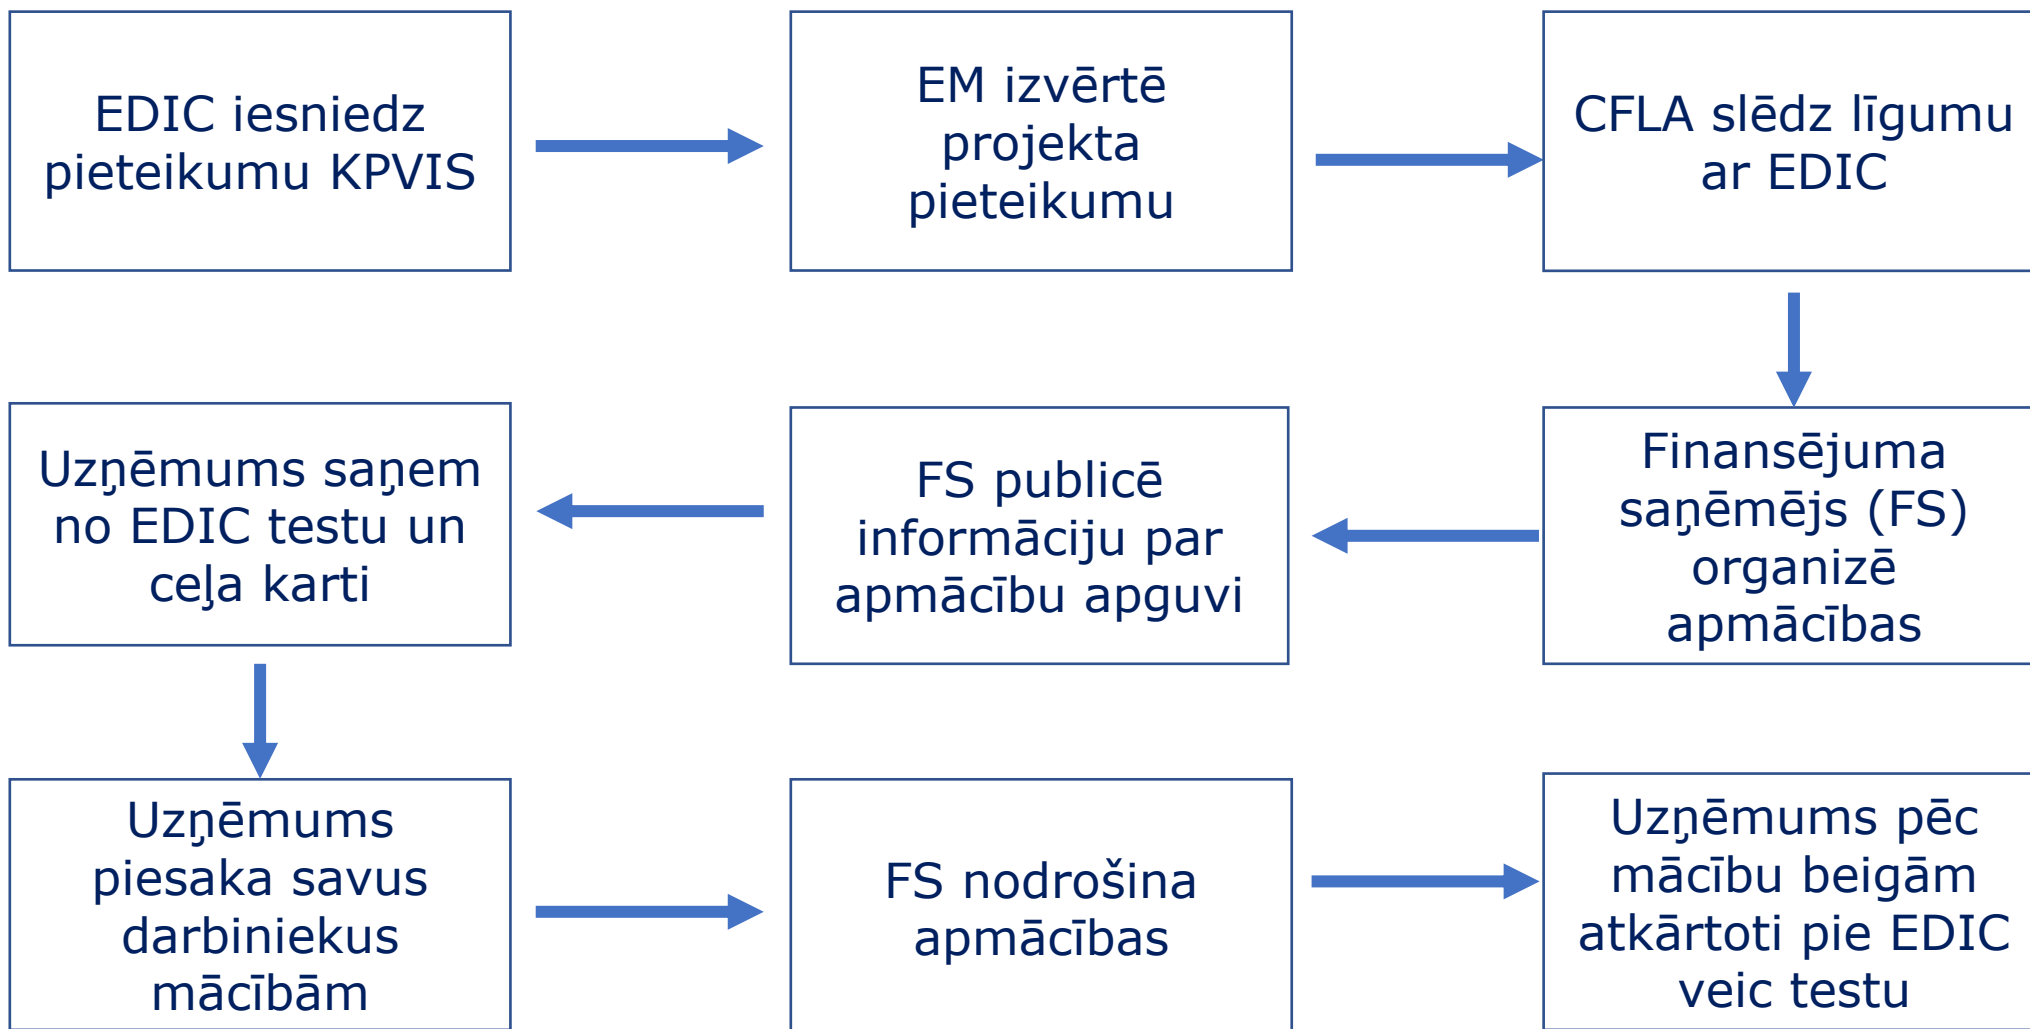 EDIC iesniedz
pieteikumu KPVIS
EM izvērtē
projekta
pieteikumu
CFLA slēdz līgumu
ar EDIC
Uzņēmums saņem
no EDIC testu un
ceļa karti
FS publicē
informāciju par
apmācību apguvi
Finansējuma
saņēmējs (FS)
organizē
apmācības
Uzņēmums
piesaka savus
darbiniekus
mācībām
FS nodrošina
apmācības
Uzņēmums pēc
mācību beigām
atkārtoti pie EDIC
veic testu